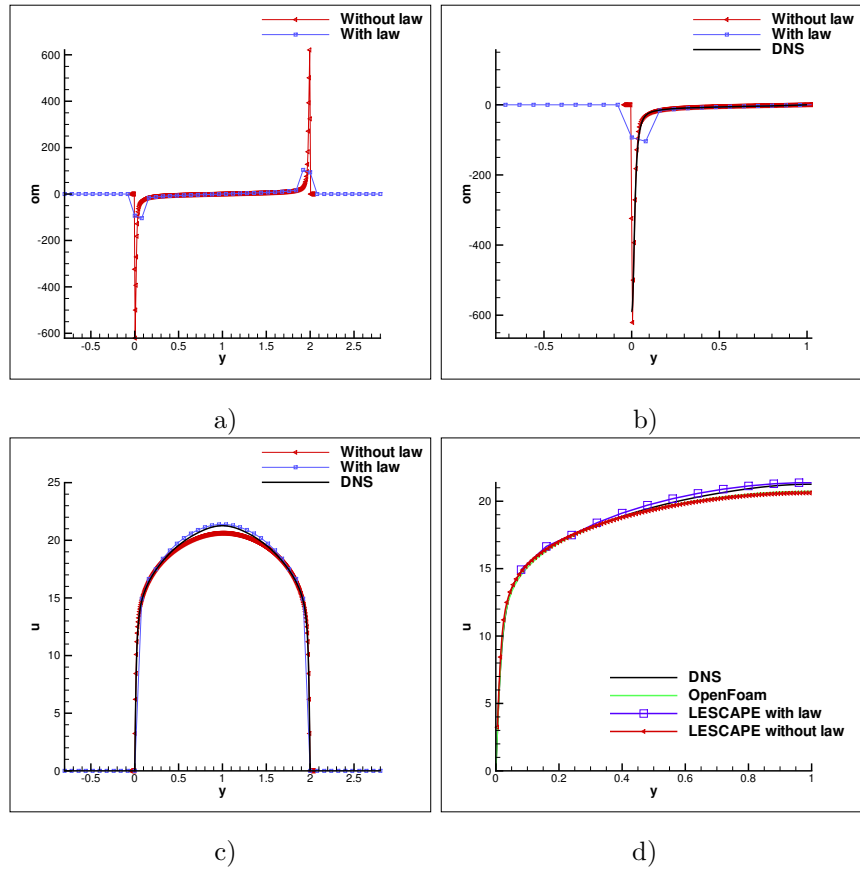 Without law
With law
600
400
200
0
-200
-400
-600
om
-0.5 0 0.5 1 1.5 2 2.5
y
a)
Without law
With law
DNS
0
-200
-400
-600
om
-0.5 0 0.5 1
y
b)
Without law
With law
DNS
25
20
15
10
5
0
u
-0.5 0 0.5 1 1.5 2 2.5
y
c)
20
15
10
5
0
u
DNS
OpenFoam
LESCAPE with law
LESCAPE without law
0 0.2 0.4 0.6 0.8 1
y
d)